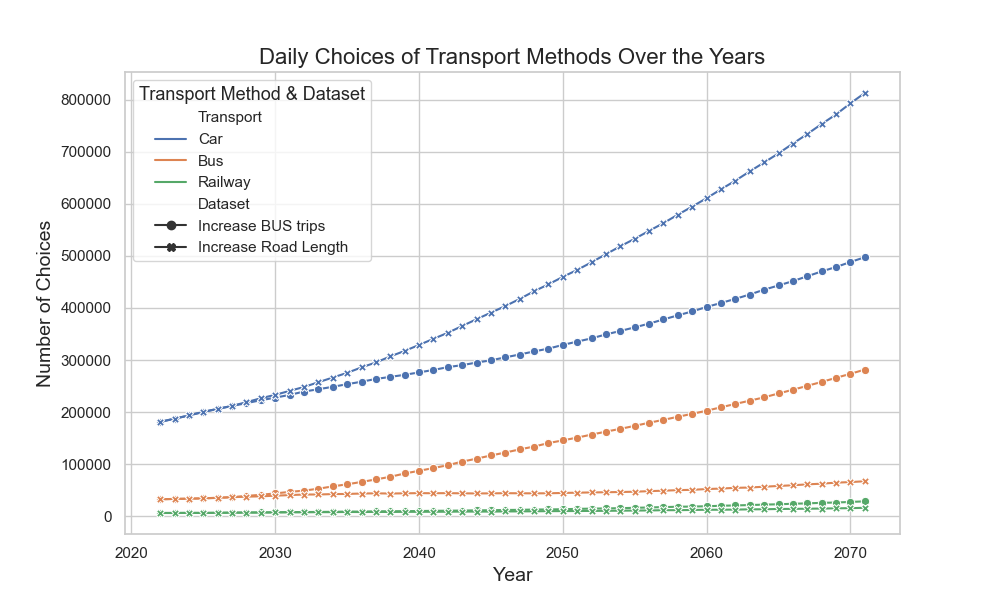 Daily Choices of Transport Methods Over the Years
Transport Method & Dataset
Transport
Car
Bus
Railway
Dataset
Increase BUS trips
Increase Road Length
Number of Choices
800000
700000
600000
500000
400000
300000
200000
100000
0
2020
2030
2040
2050
2060
2070
Year